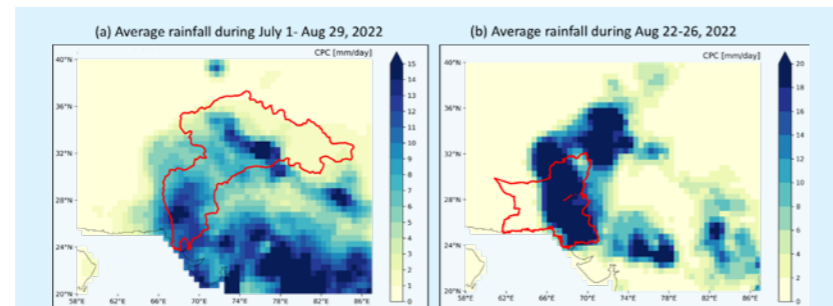 (a) Average rainfall during July 1- Aug 29, 2022
(b) Average rainfall during Aug 22-26, 2022
CPC [mm/day]
40°N
36°N
32°N
28°N
24°N
20°N
58°E 62°E 66°E 70°E 74°E 78°E 82°E 86°E
15
14
13
12
11
10
9
8
7
6
5
4
3
2
1
0
CPC [mm/day]
40°N
36°N
32°N
28°N
24°N
20°N
58°E 62°E 66°E 70°E 74°E 78°E 82°E 86°E
20
18
16
14
12
10
8
6
4
2
0